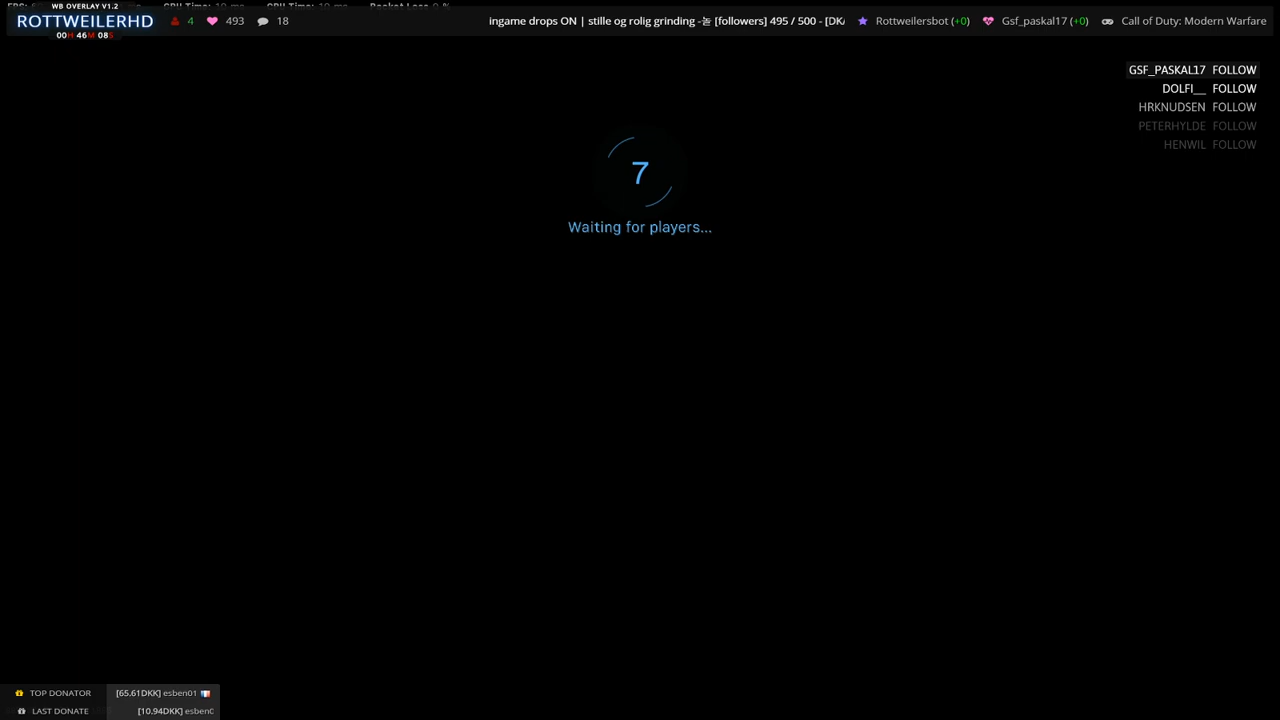 WB OVERLAY V1.2
ROTTWEILERHD
00H 46M 08S
4 493 18
ingame drops ON | stille og rolig grinding - [followers] 495 / 500 - [DK
Rottweilersbot (+0)
Gsf_paskal17 (+0)
Call of Duty: Modern Warfare
GSF_PASKAL17 FOLLOW
DOLFI__ FOLLOW
HRKNUDSEN FOLLOW
PETERHYLDE FOLLOW
HENWIL FOLLOW
7
Waiting for players...
TOP DONATOR [65.61DKK] esben01
LAST DONATE [10.94DKK] esben0